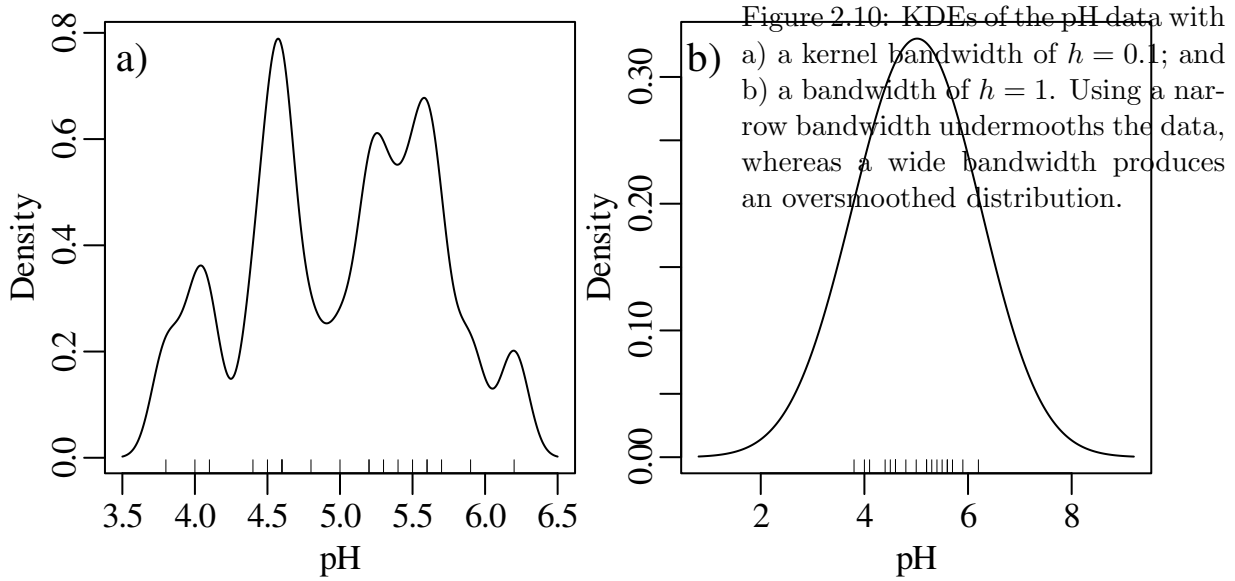 a)
Density
0.0
0.2
0.4
0.6
0.8
3.5 4.0 4.5 5.0 5.5 6.0 6.5
pH
b)
Density
0.00
0.10
0.20
0.30
2 4 6 8
pH
Figure 2.10: KDEs of the pH data with
a) a kernel bandwidth of h = 0.1; and
b) a bandwidth of h = 1. Using a nar-
row bandwidth undermooths the data,
whereas a wide bandwidth produces
an oversmoothed distribution.